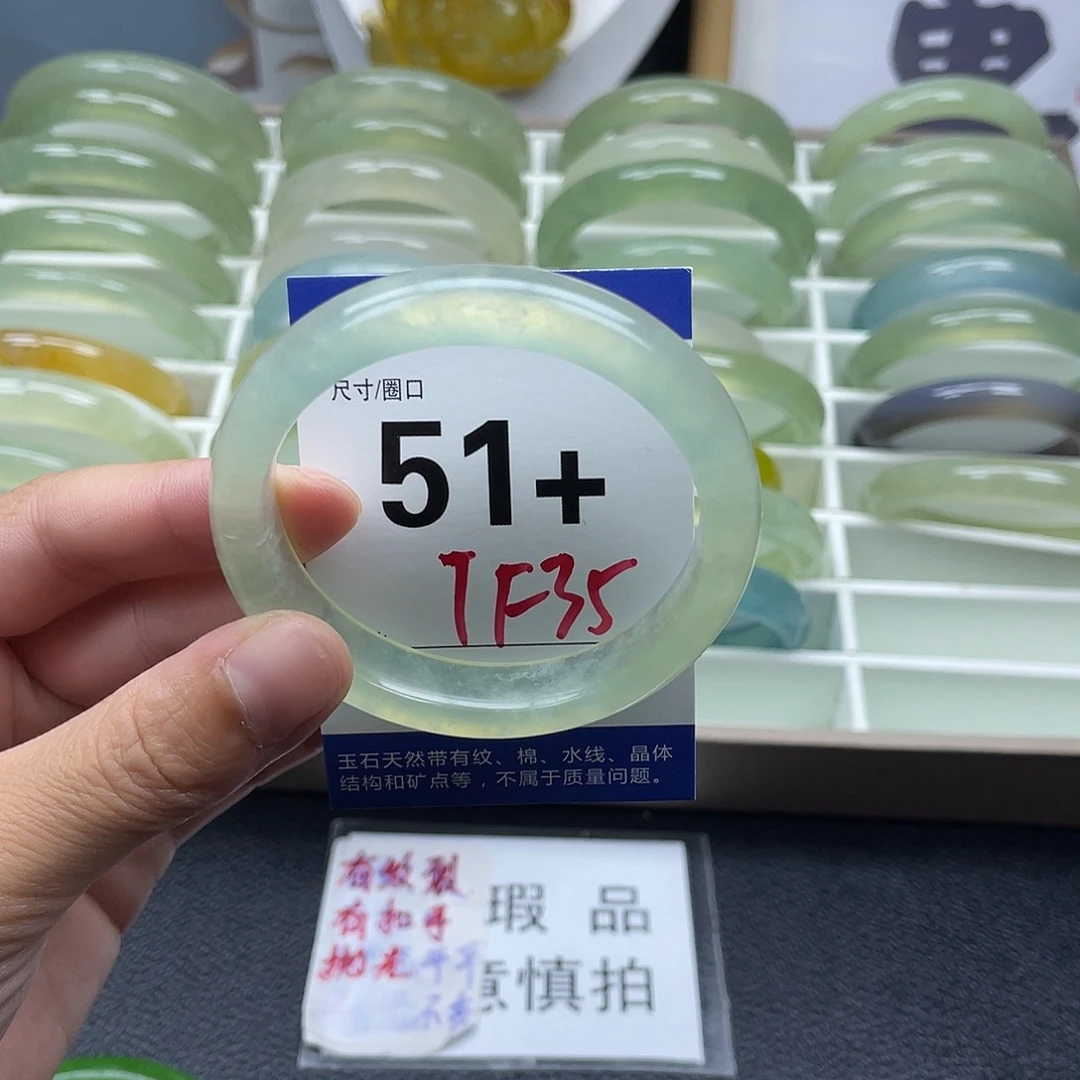 尺寸/圈口
51+
TF35
玉石天然带有纹、棉、水线、晶体
结构和矿点等，不属于质量问题。
有纹裂
有扣手
抛光
瑕 品
慎拍